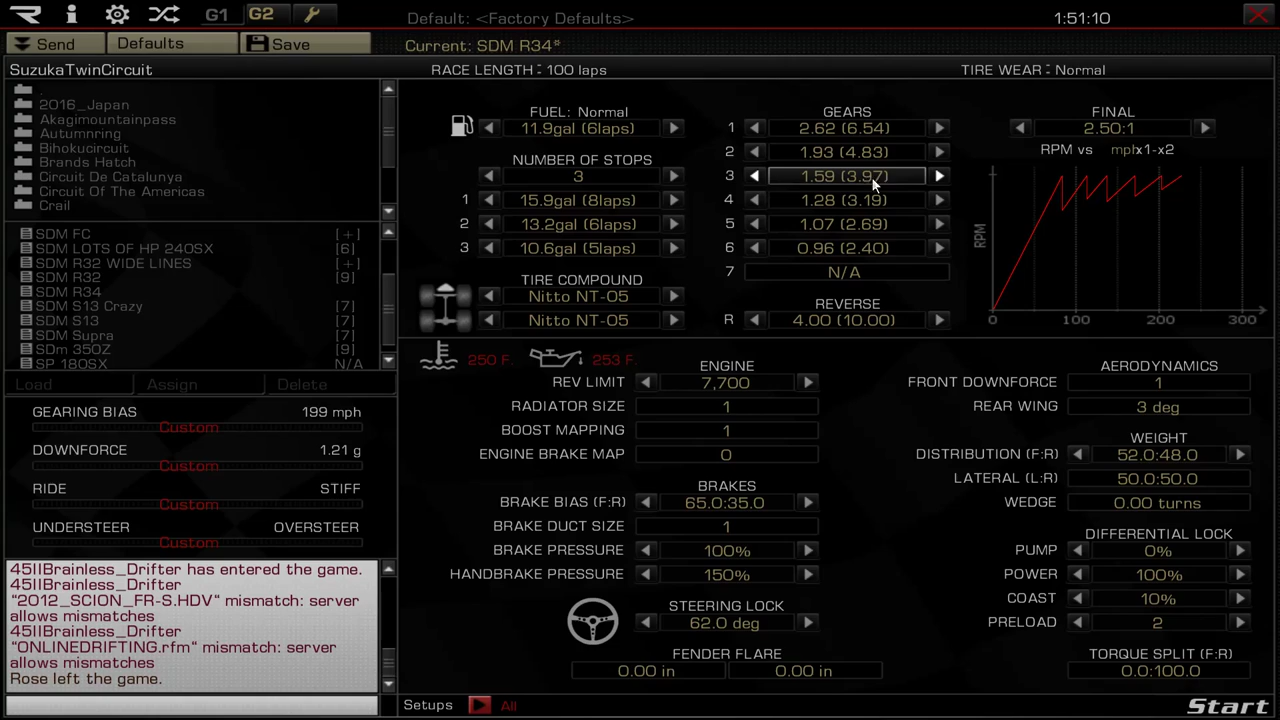 G1 G2 Default: <Factory Defaults> 1:51:10
Send Defaults Save Current: SDM R34*
SuzukaTwinCircuit RACE LENGTH : 100 laps TIRE WEAR : Normal
.
2016_Japan
Akagimountainpass
Autumnring
Bihokucircuit
Brands Hatch
Circuit De Catalunya
Circuit Of The Americas
Crail
SDM FC [+]
SDM LOTS OF HP 240SX [6]
SDM R32 WIDE LINES [+]
SDM R32 [9]
SDM R34
SDM S13 Crazy [7]
SDM S13 [7]
SDM Supra [7]
SDm 350Z [9]
SP 180SX N/A
Load Assign Delete
GEARING BIAS 199 mph
Custom
DOWNFORCE 1.21 g
Custom
RIDE STIFF
Custom
UNDERSTEER OVERSTEER
Custom
45IIBrainless_Drifter has entered the game.
45IIBrainless_Drifter
"2012_SCION_FR-S.HDV" mismatch: server
allows mismatches
45IIBrainless_Drifter
"ONLINEDRIFTING.rfm" mismatch: server
allows mismatches
Rose left the game.
FUEL: Normal
11.9gal (6laps)
NUMBER OF STOPS
3
1 15.9gal (8laps)
2 13.2gal (6laps)
3 10.6gal (5laps)
TIRE COMPOUND
Nitto NT-05
Nitto NT-05
GEARS
1 2.62 (6.54)
2 1.93 (4.83)
3 1.59 (3.97)
4 1.28 (3.19)
5 1.07 (2.69)
6 0.96 (2.40)
7 N/A
REVERSE
R 4.00 (10.00)
FINAL
2.50:1
RPM vs mph x1-x2
RPM
0 100 200 300
250 F. 253 F.
ENGINE
REV LIMIT 7,700
RADIATOR SIZE 1
BOOST MAPPING 1
ENGINE BRAKE MAP 0
BRAKES
BRAKE BIAS (F:R) 65.0:35.0
BRAKE DUCT SIZE 1
BRAKE PRESSURE 100%
HANDBRAKE PRESSURE 150%
STEERING LOCK
62.0 deg
FENDER FLARE
0.00 in 0.00 in
AERODYNAMICS
FRONT DOWNFORCE 1
REAR WING 3 deg
WEIGHT
DISTRIBUTION (F:R) 52.0:48.0
LATERAL (L:R) 50.0:50.0
WEDGE 0.00 turns
DIFFERENTIAL LOCK
PUMP 0%
POWER 100%
COAST 10%
PRELOAD 2
TORQUE SPLIT (F:R)
0.0:100.0
Setups All Start